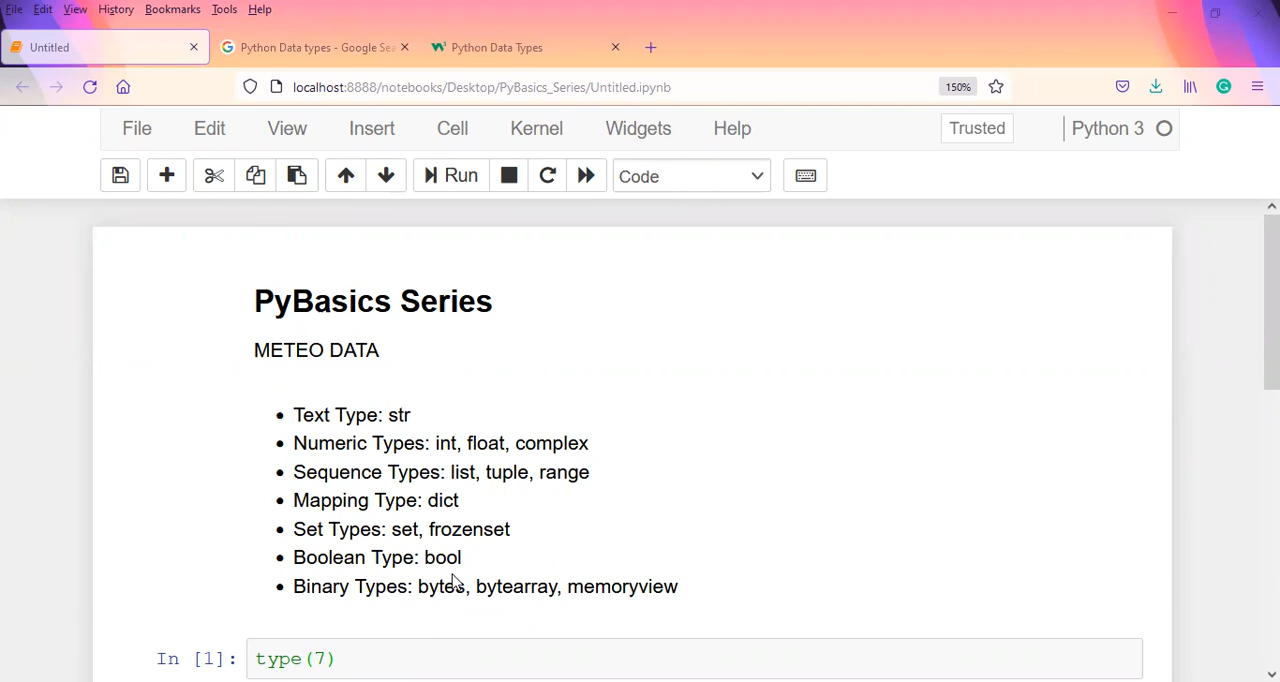 File Edit View History Bookmarks Tools Help
Untitled Python Data types - Google Sea Python Data Types
localhost:8888/notebooks/Desktop/PyBasics_Series/Untitled.ipynb 150%
File Edit View Insert Cell Kernel Widgets Help Trusted Python 3
Run Code
PyBasics Series
METEO DATA
• Text Type: str
• Numeric Types: int, float, complex
• Sequence Types: list, tuple, range
• Mapping Type: dict
• Set Types: set, frozenset
• Boolean Type: bool
• Binary Types: bytes, bytearray, memoryview
In [1]: type(7)